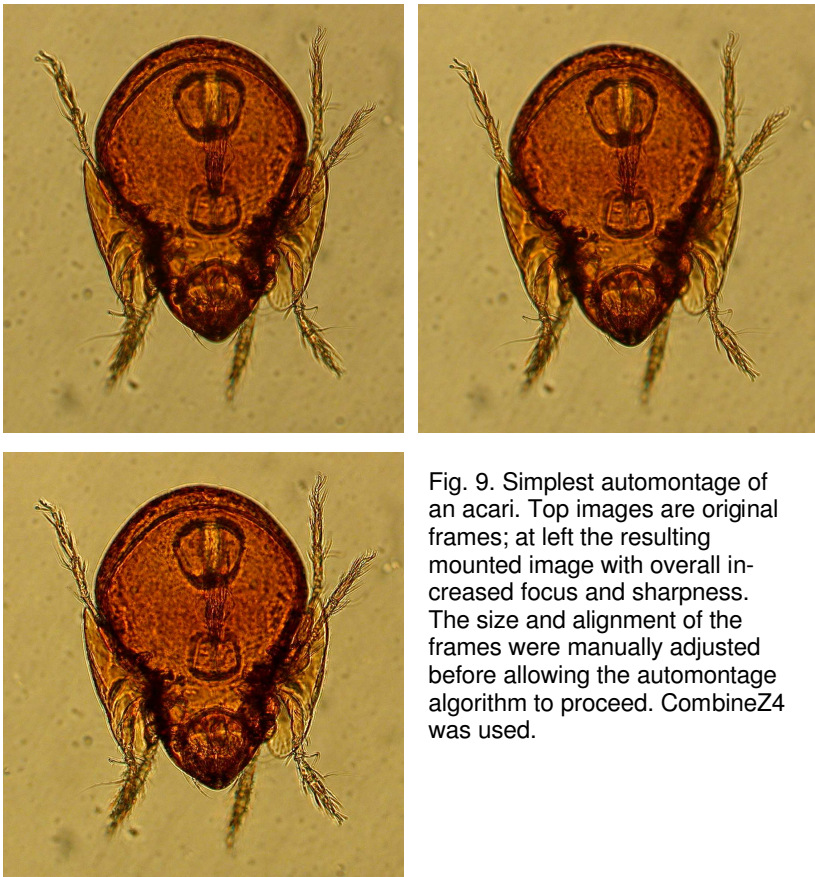 Fig. 9. Simplest automontage of
an acari. Top images are original
frames; at left the resulting
mounted image with overall in-
creased focus and sharpness.
The size and alignment of the
frames were manually adjusted
before allowing the automontage
algorithm to proceed. CombineZ4
was used.